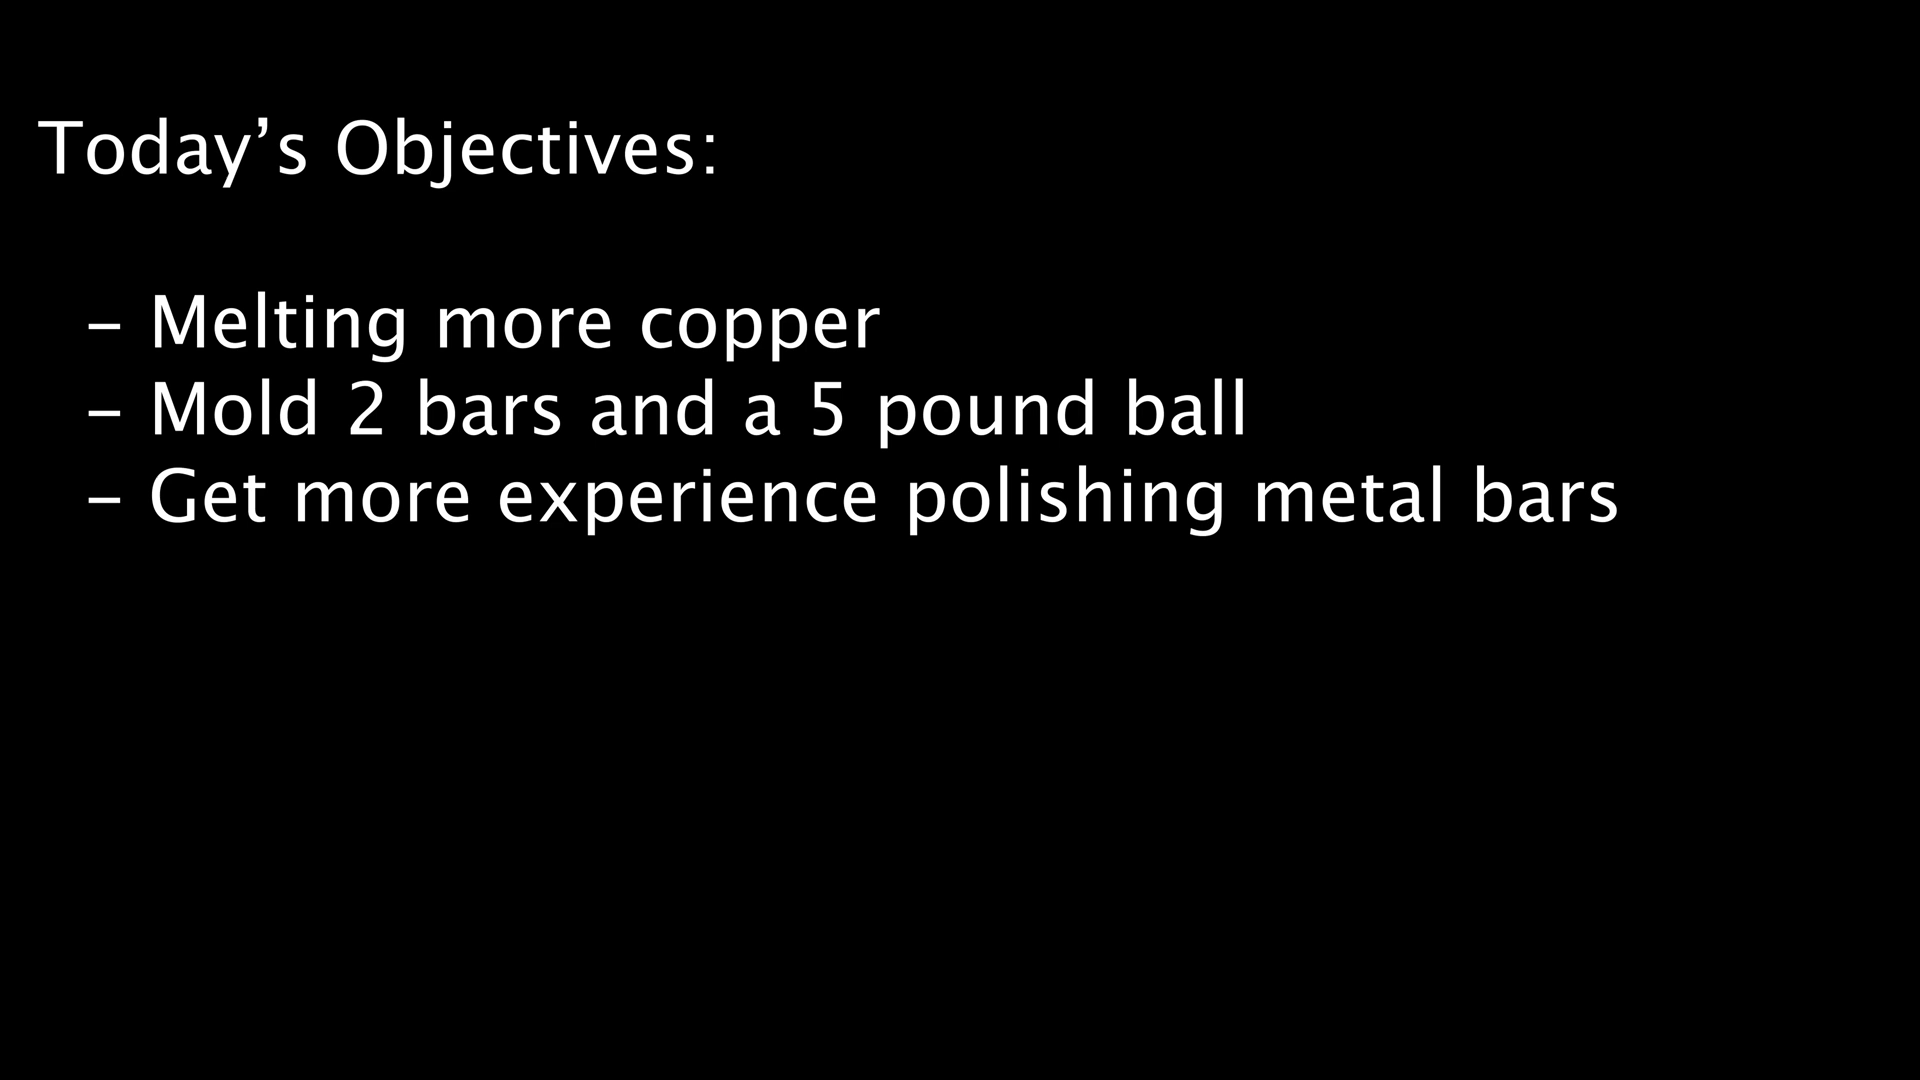 Today’s Objectives:
- Melting more copper
- Mold 2 bars and a 5 pound ball
- Get more experience polishing metal bars